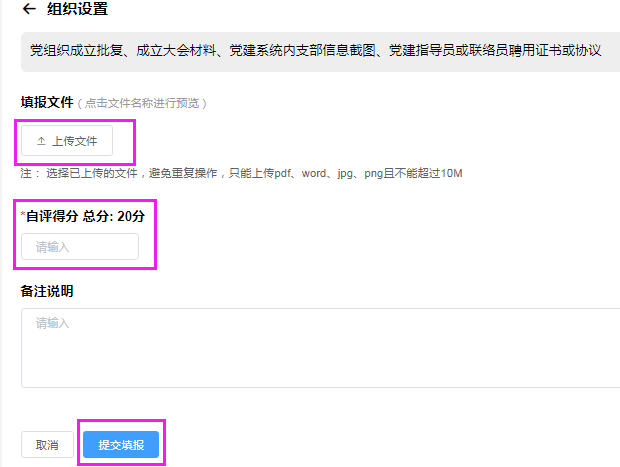 ← 组织设置
党组织成立批复、成立大会材料、党建系统内支部信息截图、党建指导员或联络员聘用证书或协议
填报文件（点击文件名称进行预览）
上传文件
注： 选择已上传的文件，避免重复操作，只能上传pdf、word、jpg、png且不能超过10M
*自评得分 总分: 20分
请输入
备注说明
请输入
取消 提交填报